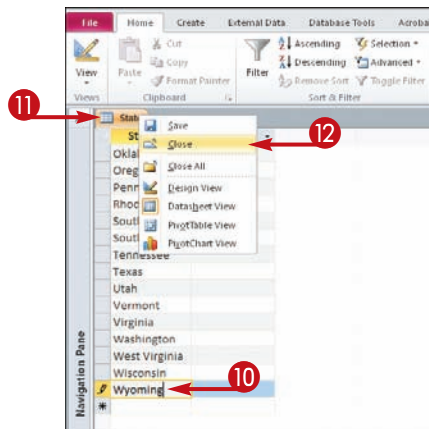 File Home Create External Data Database Tools Acroba
View
Views
Paste
Cut
Copy
Format Painter
Clipboard
Filter
Ascending
Descending
Remove Sort
Selection
Advanced
Toggle Filter
Sort & Filter
11
Stat
St
Save
Close
12
Close All
Design View
Datasheet View
PivotTable View
PivotChart View
Okla
Oreg
Penn
Rhod
Sout
Sout
Tennessee
Texas
Utah
Vermont
Virginia
Washington
West Virginia
Wisconsin
Wyoming
10
Navigation Pane